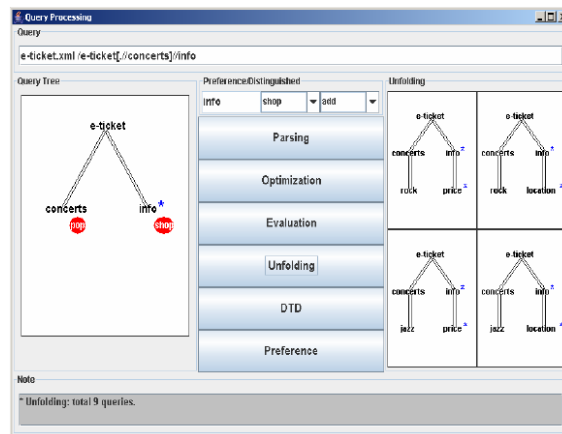 Query Processing
Query
e-ticket.xml /e-ticket[.//concerts]//info
Query Tree
e-ticket
concerts
info *
pop
shop
Preference/Distinguished
info
shop
add
Parsing
Optimization
Evaluation
Unfolding
DTD
Preference
Unfolding
e-ticket
concerts info *
rock price *
e-ticket
concerts info *
rock location *
e-ticket
concerts info *
jazz price *
e-ticket
concerts info *
jazz location *
Note
* Unfolding: total 9 queries.